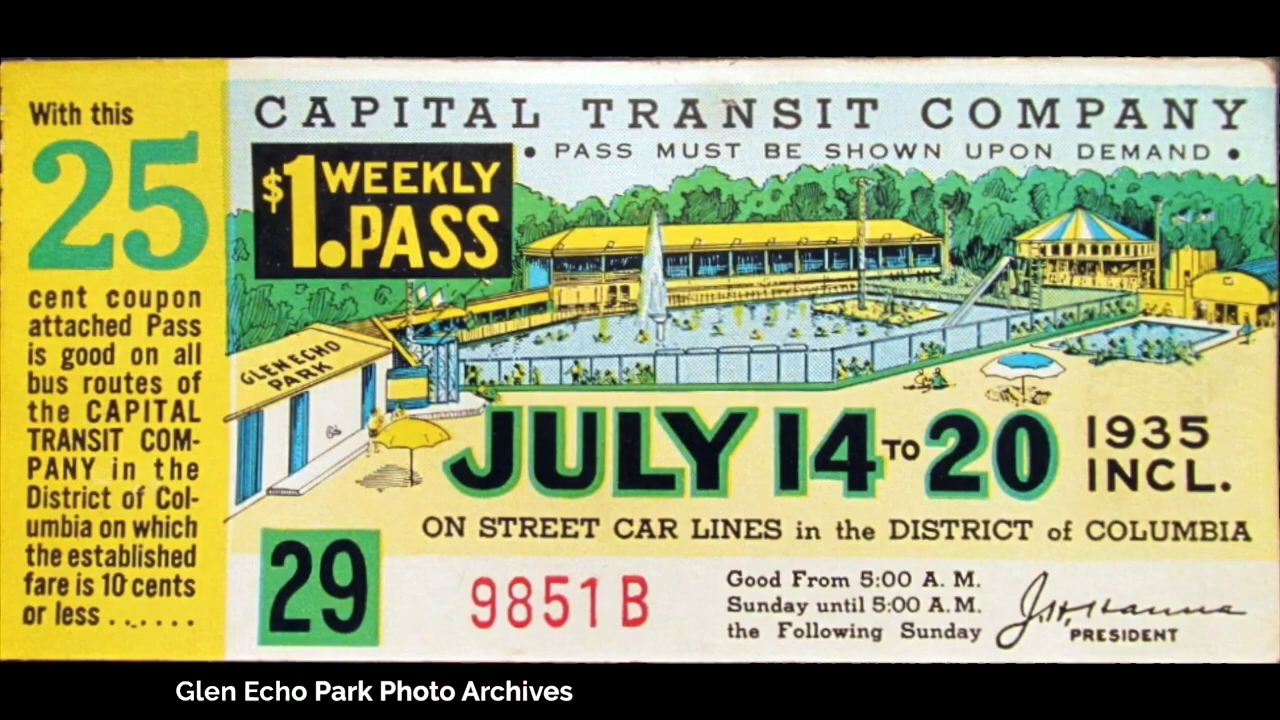 With this
25
cent coupon
attached Pass
is good on all
bus routes of
the CAPITAL
TRANSIT COM-
PANY in the
District of Col-
umbia on which
the established
fare is 10 cents
or less . . . . . .
CAPITAL TRANSIT COMPANY
• PASS MUST BE SHOWN UPON DEMAND •
$1. WEEKLY
PASS
GLEN ECHO
PARK
JULY 14 TO 20 1935
INCL.
ON STREET CAR LINES in the DISTRICT of COLUMBIA
29
9851B
Good From 5:00 A. M.
Sunday until 5:00 A. M.
the Following Sunday
J.H. Hanna
PRESIDENT
Glen Echo Park Photo Archives